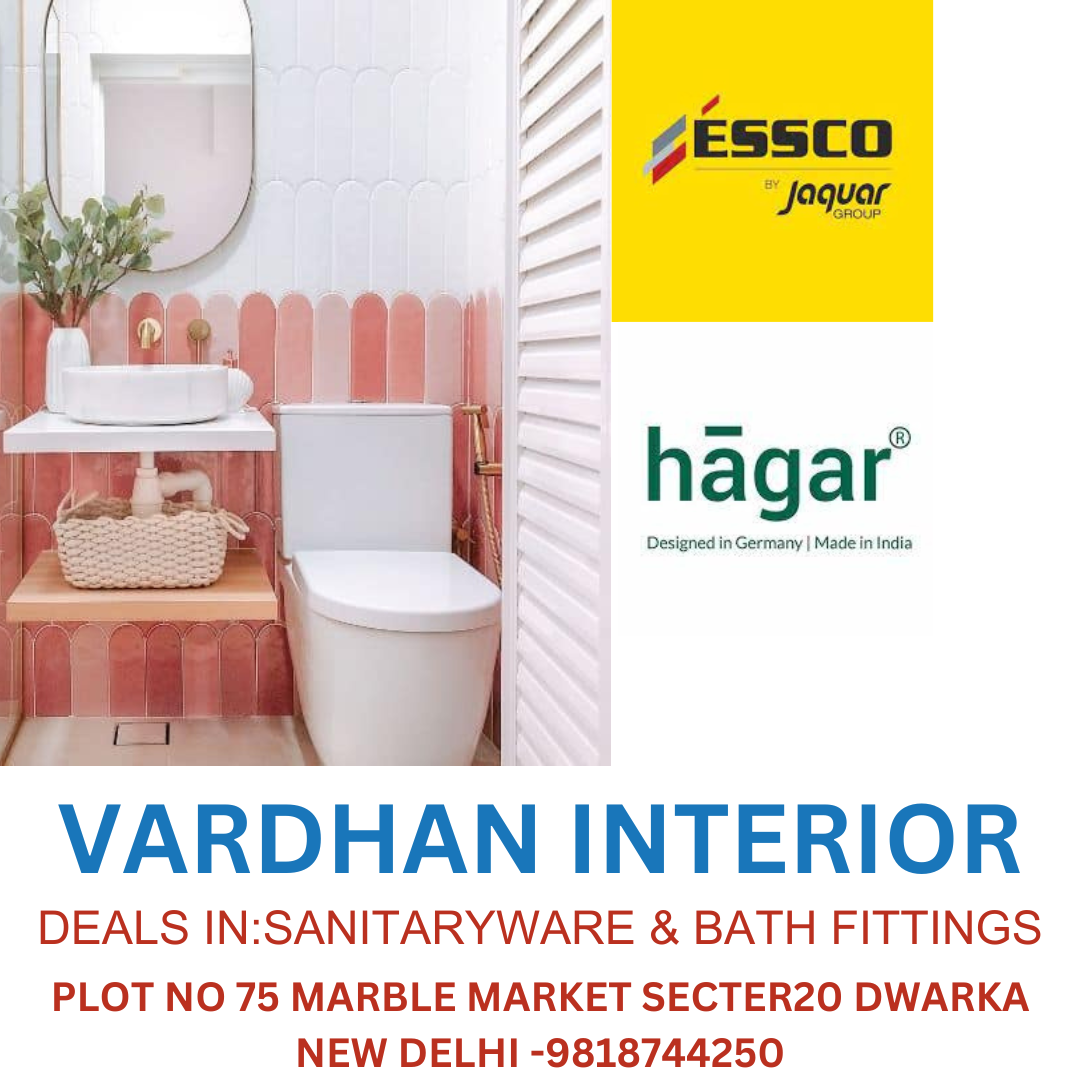 ÉSSCO
BY Jaquar
GROUP
hāgar®
Designed in Germany | Made in India
VARDHAN INTERIOR
DEALS IN:SANITARYWARE & BATH FITTINGS
PLOT NO 75 MARBLE MARKET SECTER20 DWARKA
NEW DELHI -9818744250